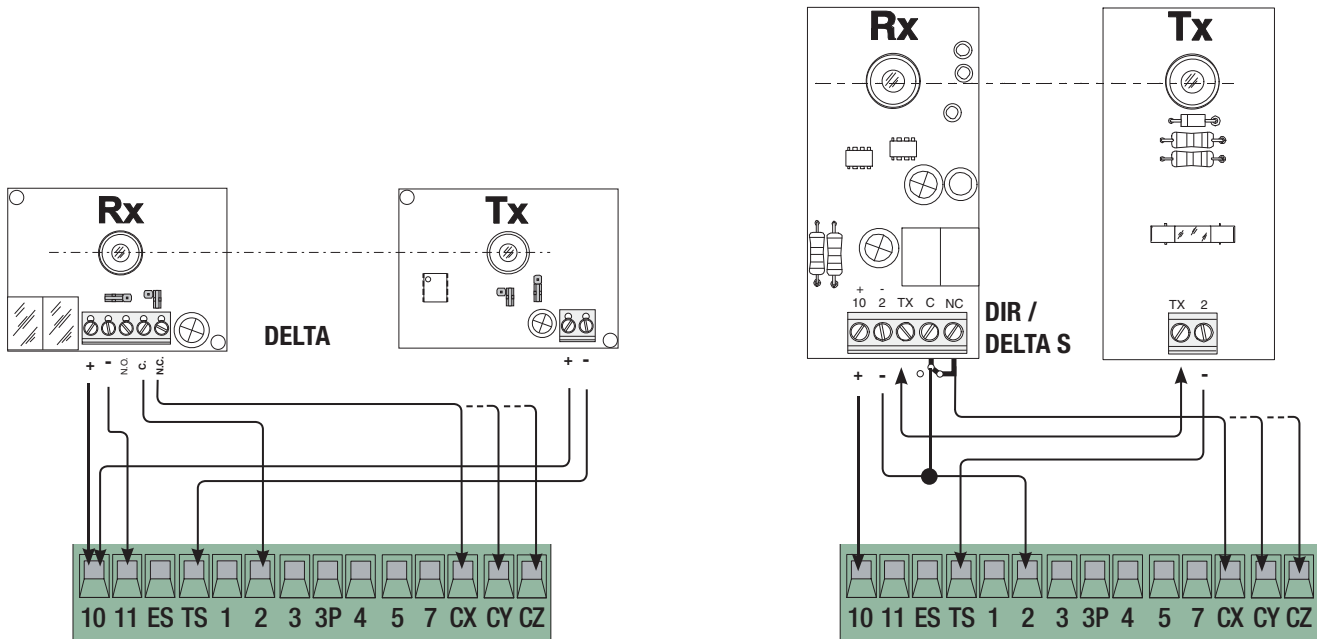 Rx
Tx
DELTA
+ - N.O. C. N.C.
+ -
10 11 ES TS 1 2 3 3P 4 5 7 CX CY CZ
Rx
Tx
+ -
10 2 TX C NC
DIR /
DELTA S
TX 2
+ -
-
10 11 ES TS 1 2 3 3P 4 5 7 CX CY CZ